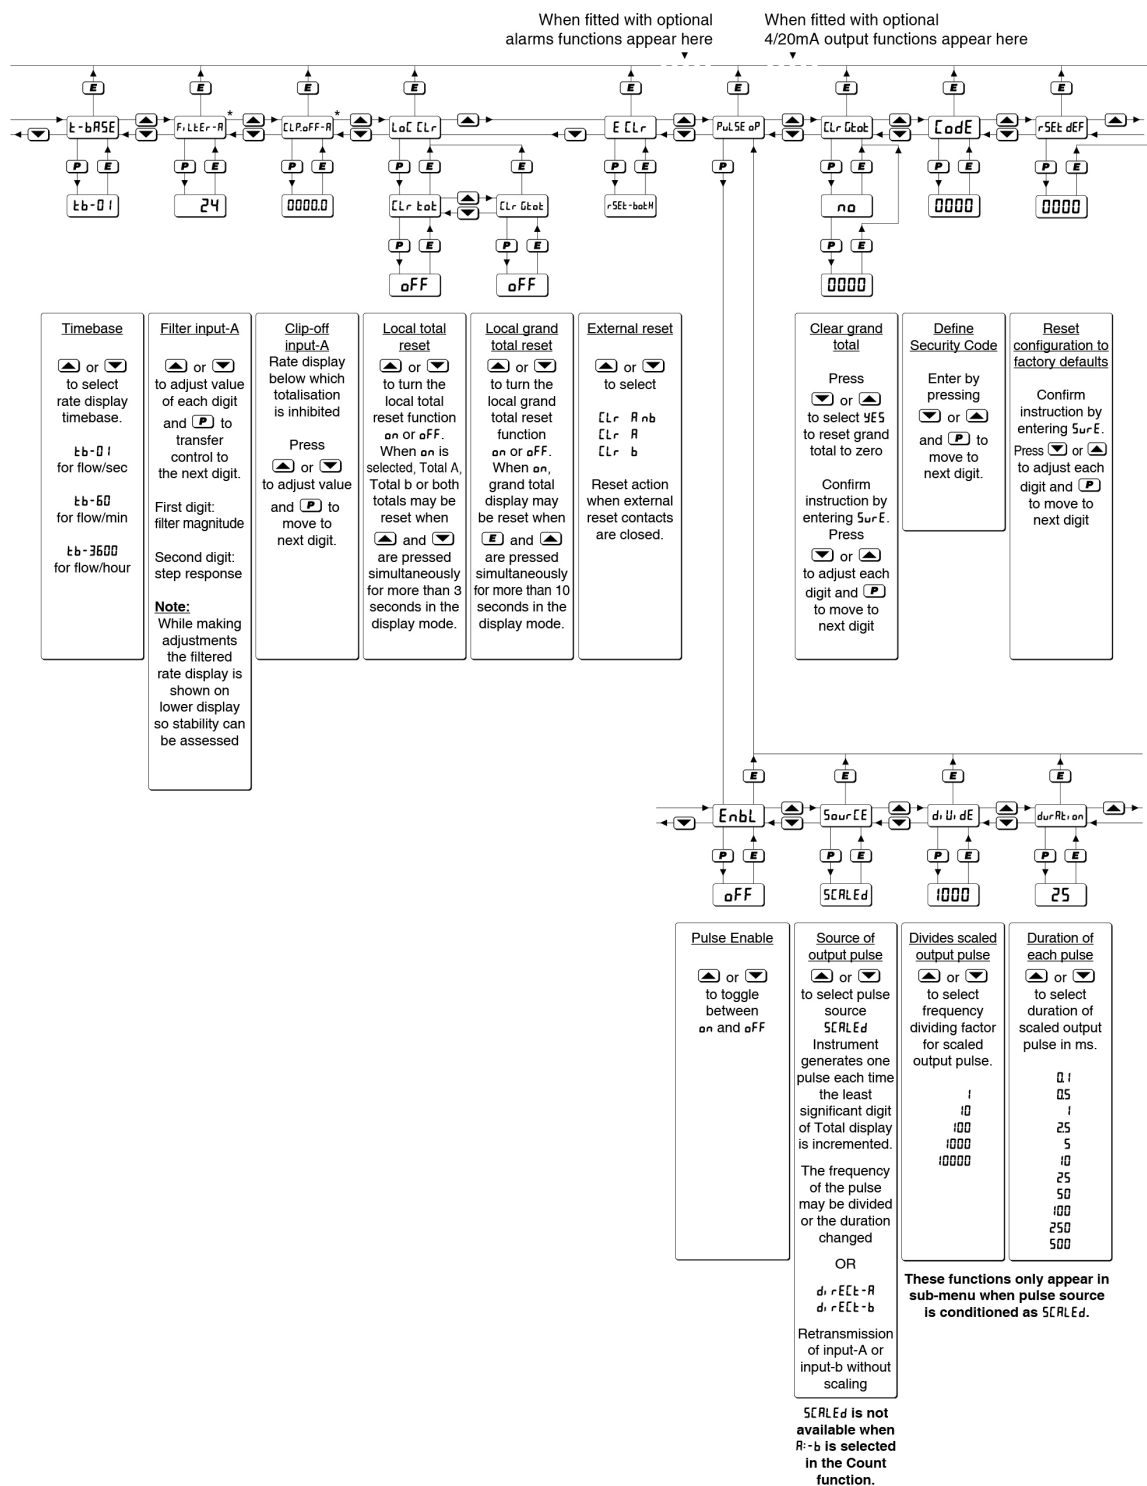 When fitted with optional
alarms functions appear here
When fitted with optional
4/20mA output functions appear here
E E E E E E E E E
t-bASE FiLtEr-A * CLP.oFF-A * LoC CLr E CLr PuLSE oP CLr Gtot CodE rSEt dEF
P E P E P E P E E P E P P E P E P E
tb-01 24 0000.0 CLr tot CLr Gtot rSEt-botH no 0000 0000
P E P E P E
oFF oFF 0000
Timebase
or
to select
rate display
timebase.
tb-01
for flow/sec
tb-60
for flow/min
tb-3600
for flow/hour
Filter input-A
or
to adjust value
of each digit
and P to
transfer
control to
the next digit.
First digit:
filter magnitude
Second digit:
step response
Note:
While making
adjustments
the filtered
rate display is
shown on
lower display
so stability can
be assessed
Clip-off
input-A
Rate display
below which
totalisation
is inhibited
Press
or
to adjust value
and P to
move to
next digit.
Local total
reset
or
to turn the
local total
reset function
on or oFF.
When on is
selected, Total A,
Total b or both
totals may be
reset when
and
are pressed
simultaneously
for more than 3
seconds in the
display mode.
Local grand
total reset
or
to turn the
local grand
total reset
function
on or oFF.
When on,
grand total
display may
be reset when
E and
are pressed
simultaneously
for more than 10
seconds in the
display mode.
External reset
or
to select
CLr A nb
CLr A
CLr b
Reset action
when external
reset contacts
are closed.
Clear grand
total
Press
or
to select YES
to reset grand
total to zero
Confirm
instruction by
entering SurE.
Press
or
to adjust each
digit and P
to move to
next digit
Define
Security Code
Enter by
pressing
or
and P to
move to
next digit.
Reset
configuration to
factory defaults
Confirm
instruction by
entering SurE.
Press or
to adjust each
digit and P
to move to
next digit
E E E E
EnbL SourCE diVidE durAtion
P E P E P E P E
oFF SCALEd 1000 25
Pulse Enable
or
to toggle
between
on and oFF
Source of
output pulse
or
to select pulse
source
SCALEd
Instrument
generates one
pulse each time
the least
significant digit
of Total display
is incremented.
The frequency
of the pulse
may be divided
or the duration
changed
OR
dirECt-A
dirECt-b
Retransmission
of input-A or
input-b without
scaling
SCALEd is not
available when
A:-b is selected
in the Count
function.
Divides scaled
output pulse
or
to select
frequency
dividing factor
for scaled
output pulse.
1
10
100
1000
10000
Duration of
each pulse
or
to select
duration of
scaled output
pulse in ms.
0.1
0.5
1
2.5
5
10
25
50
100
250
500
These functions only appear in
sub-menu when pulse source
is conditioned as SCALEd.